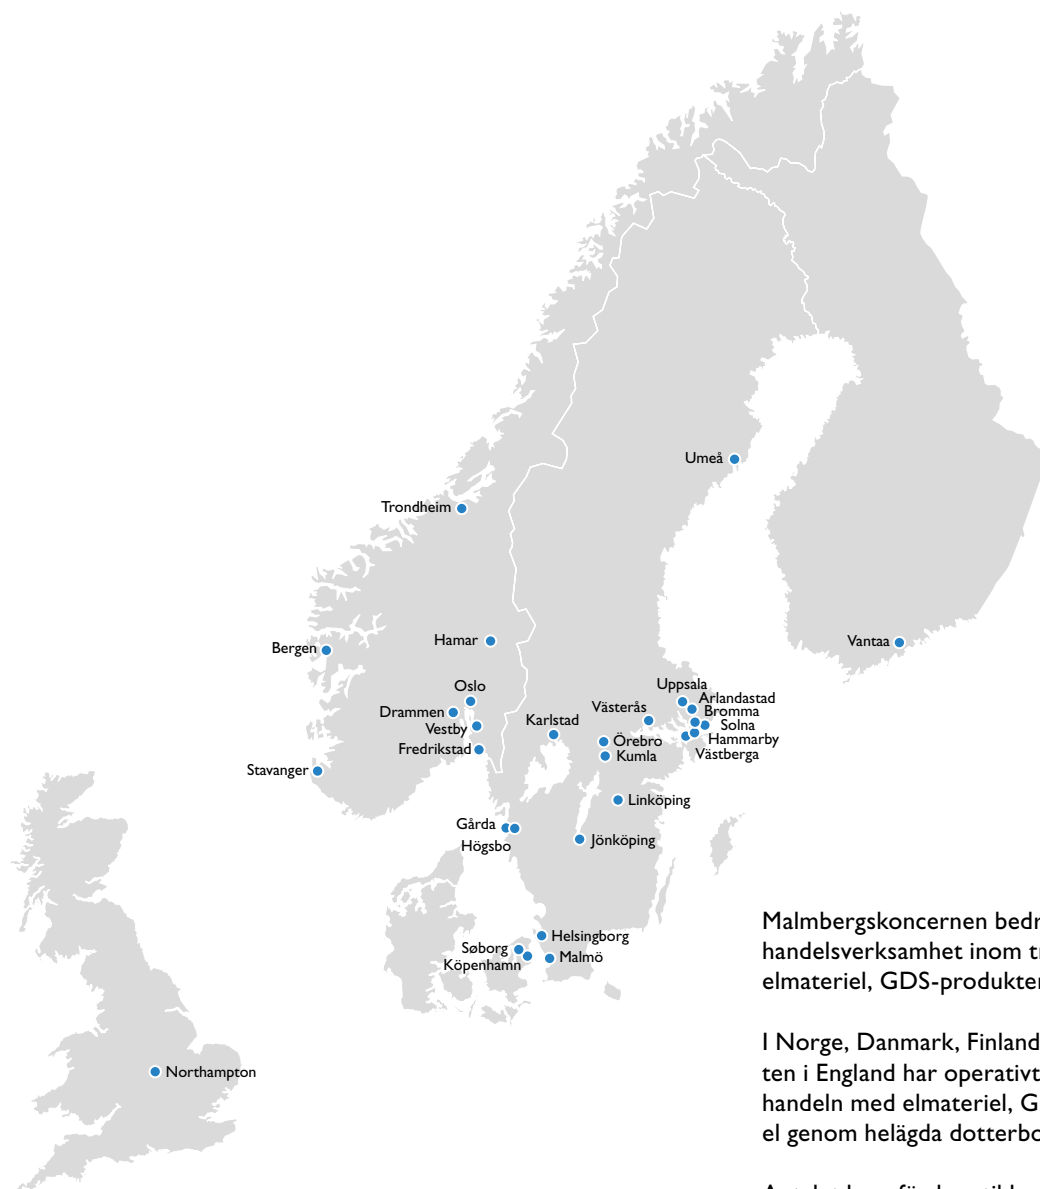 Umeå
Trondheim
Hamar
Bergen
Vantaa
Oslo
Uppsala
Arlandastad
Västerås
Bromma
Drammen
Karlstad
Solna
Vestby
Örebro
Hammarby
Fredrikstad
Kumla
Västberga
Stavanger
Linköping
Gårda
Högsbo
Jönköping
Helsingborg
Søborg
Malmö
Köpenhamn
Northampton
Malmbergskoncernen bedr
handelsverksamhet inom tr
elmateriel, GDS-produkter
I Norge, Danmark, Finland
ten i England har operativt
handeln med elmateriel, G
el genom helägda dotterbo